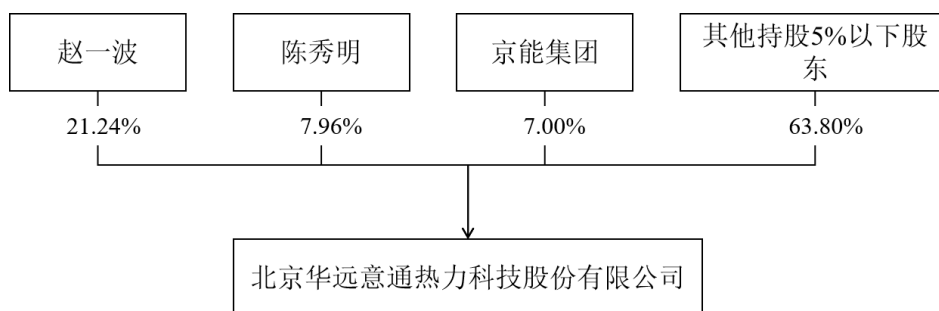 赵一波
陈秀明
京能集团
其他持股5%以下股
东
21.24%
7.96%
7.00%
63.80%
北京华远意通热力科技股份有限公司